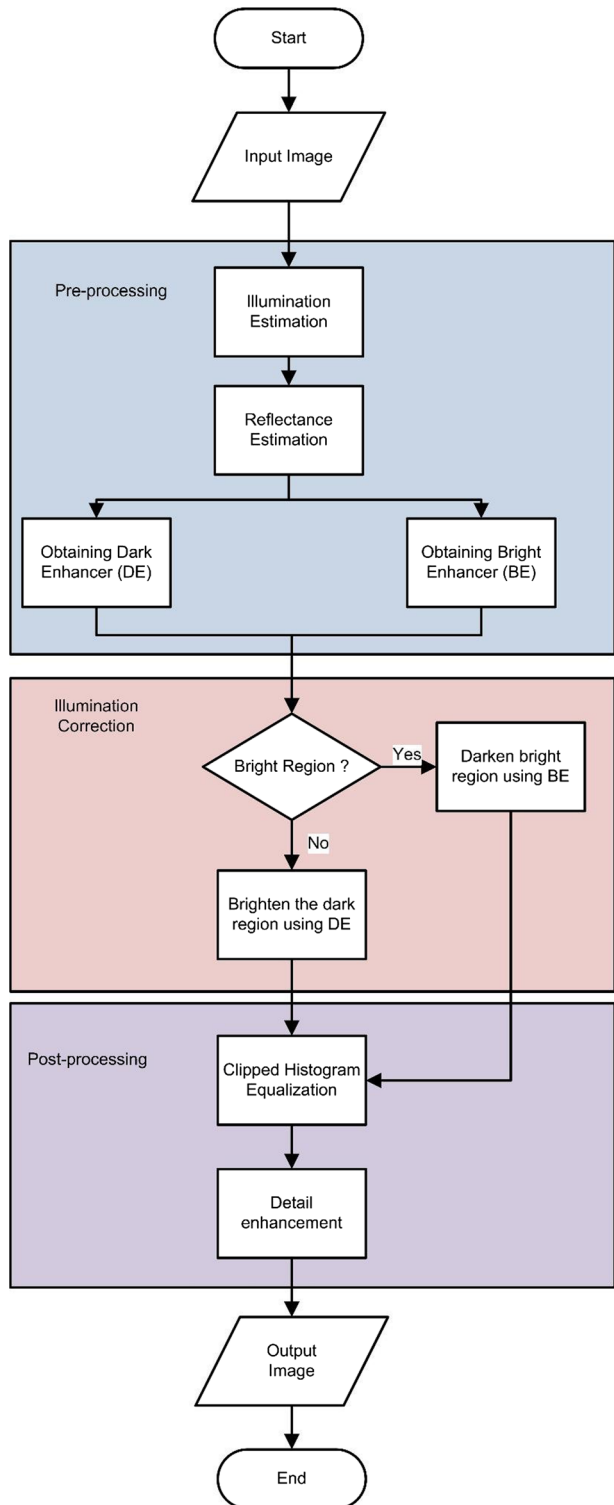 Start
Input Image
Pre-processing
Illumination
Estimation
Reflectance
Estimation
Obtaining Dark
Enhancer (DE)
Obtaining Bright
Enhancer (BE)
Illumination
Correction
Bright Region ?
Yes
Darken bright
region using BE
No
Brighten the dark
region using DE
Post-processing
Clipped Histogram
Equalization
Detail
enhancement
Output
Image
End